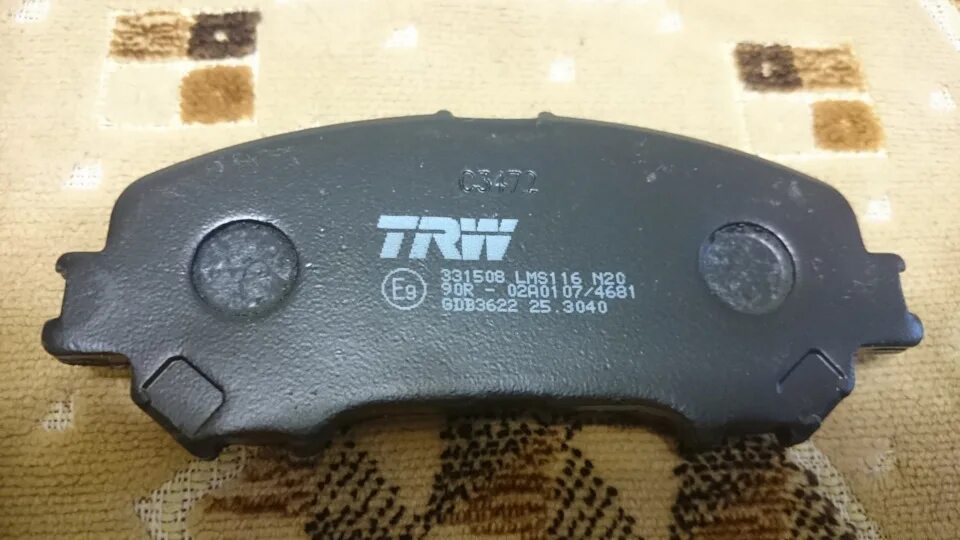 C3472
TRW
331508 LMS116 N20
E9 90R - 02A0107/4681
GDB3622 25.3040